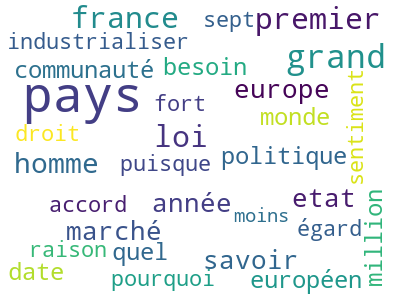 france sept premier
industrialiser grand
communauté besoin
pays fort europe
monde sentiment
droit loi
homme puisque politique
accord année etat
moins million
marché égard
raison quel savoir
date pourquoi européen